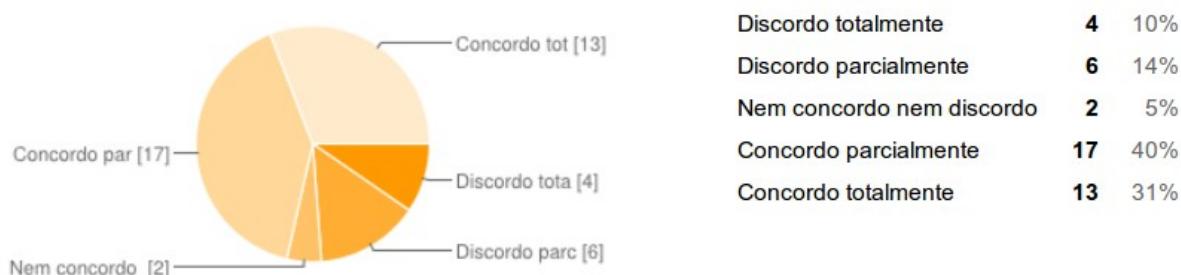 Concordo tot [13]
Concordo par [17]
Discordo tota [4]
Discordo parc [6]
Nem concordo [2]
Discordo totalmente 4 10%
Discordo parcialmente 6 14%
Nem concordo nem discordo 2 5%
Concordo parcialmente 17 40%
Concordo totalmente 13 31%